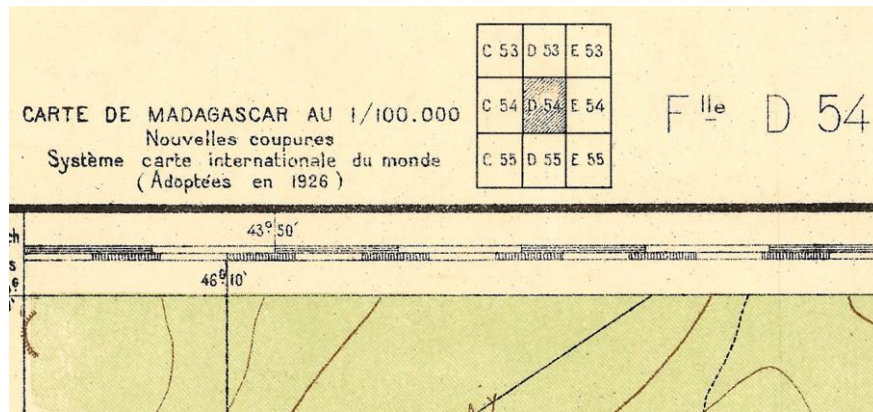 C 53 D 53 E 53
C 54 D 54 E 54
C 55 D 55 E 55
CARTE DE MADAGASCAR AU 1/100.000
Nouvelles coupures
Système carte internationale du monde
(Adoptées en 1926)
Flle D 54
43° 50'
46G 10'